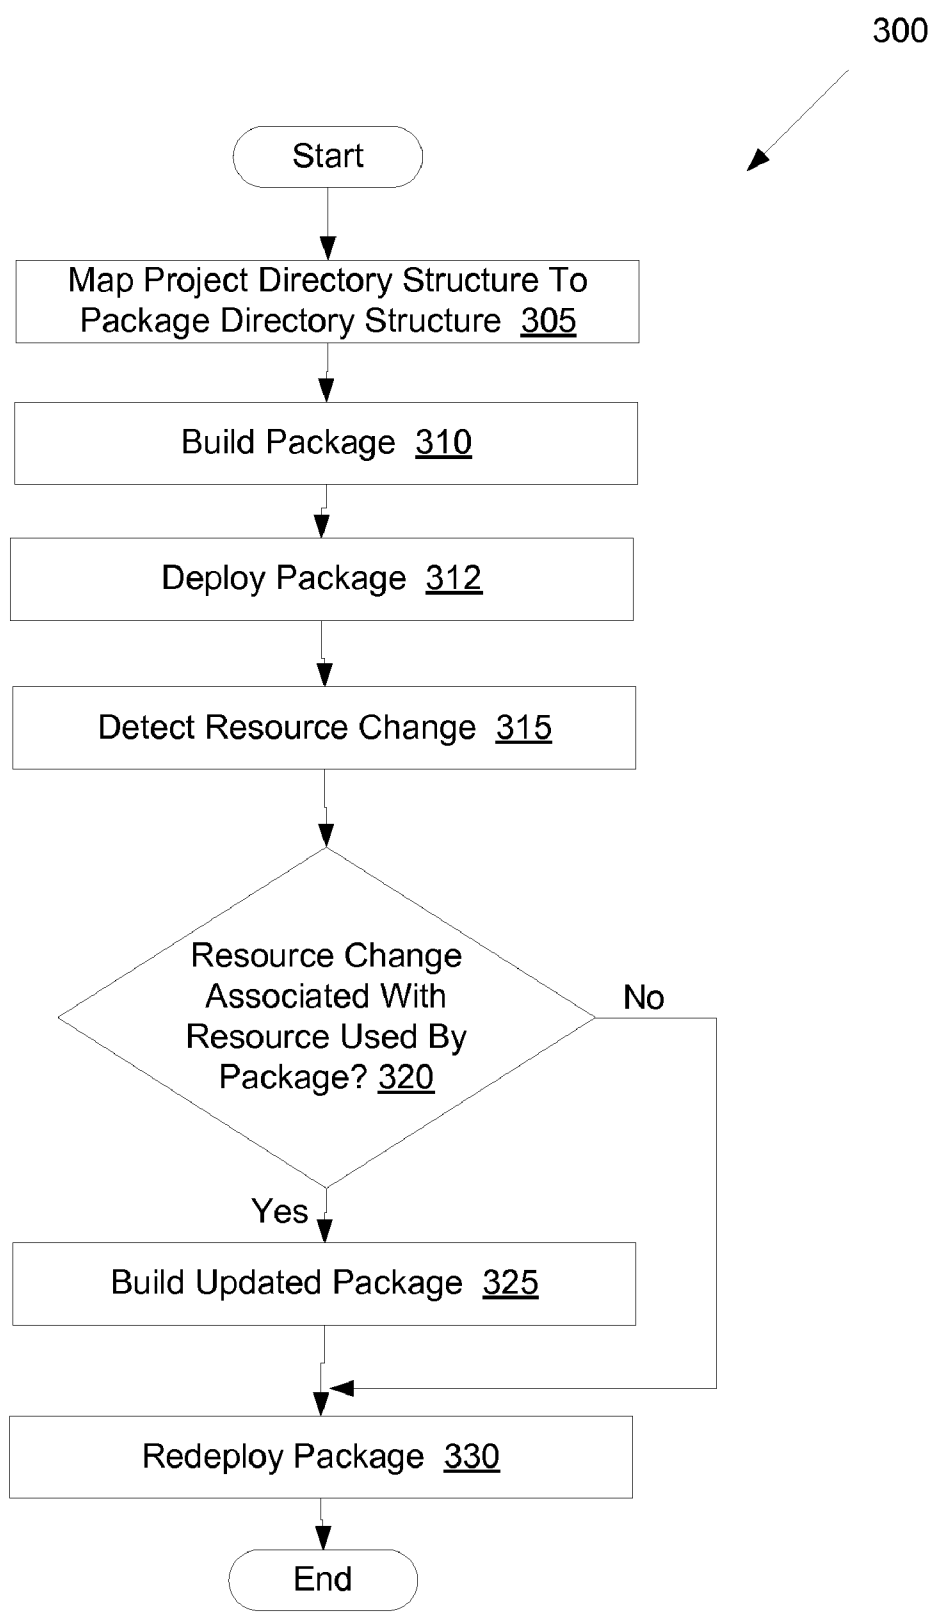 300
Start
Map Project Directory Structure To
Package Directory Structure 305
Build Package 310
Deploy Package 312
Detect Resource Change 315
Resource Change
Associated With
Resource Used By
Package? 320
No
Yes
Build Updated Package 325
Redeploy Package 330
End